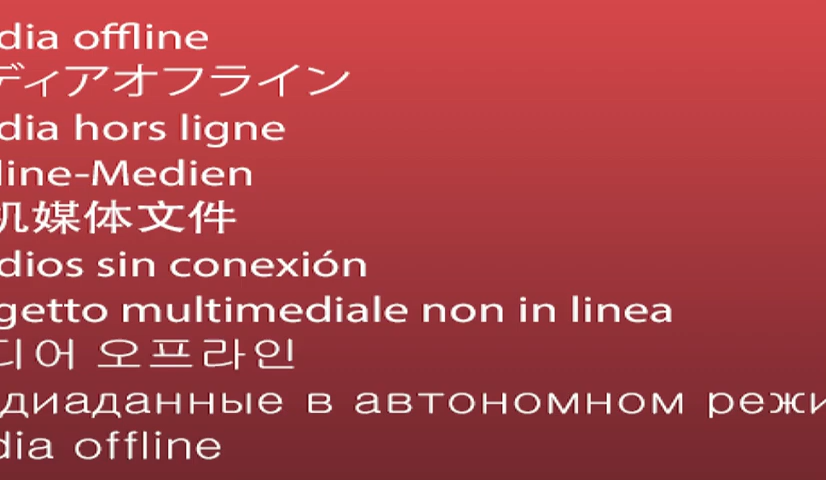 dia offline
ディアオフライン
dia hors ligne
line-Medien
机媒体文件
dios sin conexión
getto multimediale non in linea
디어 오프라인
диаданные в автономном режи
dia offline